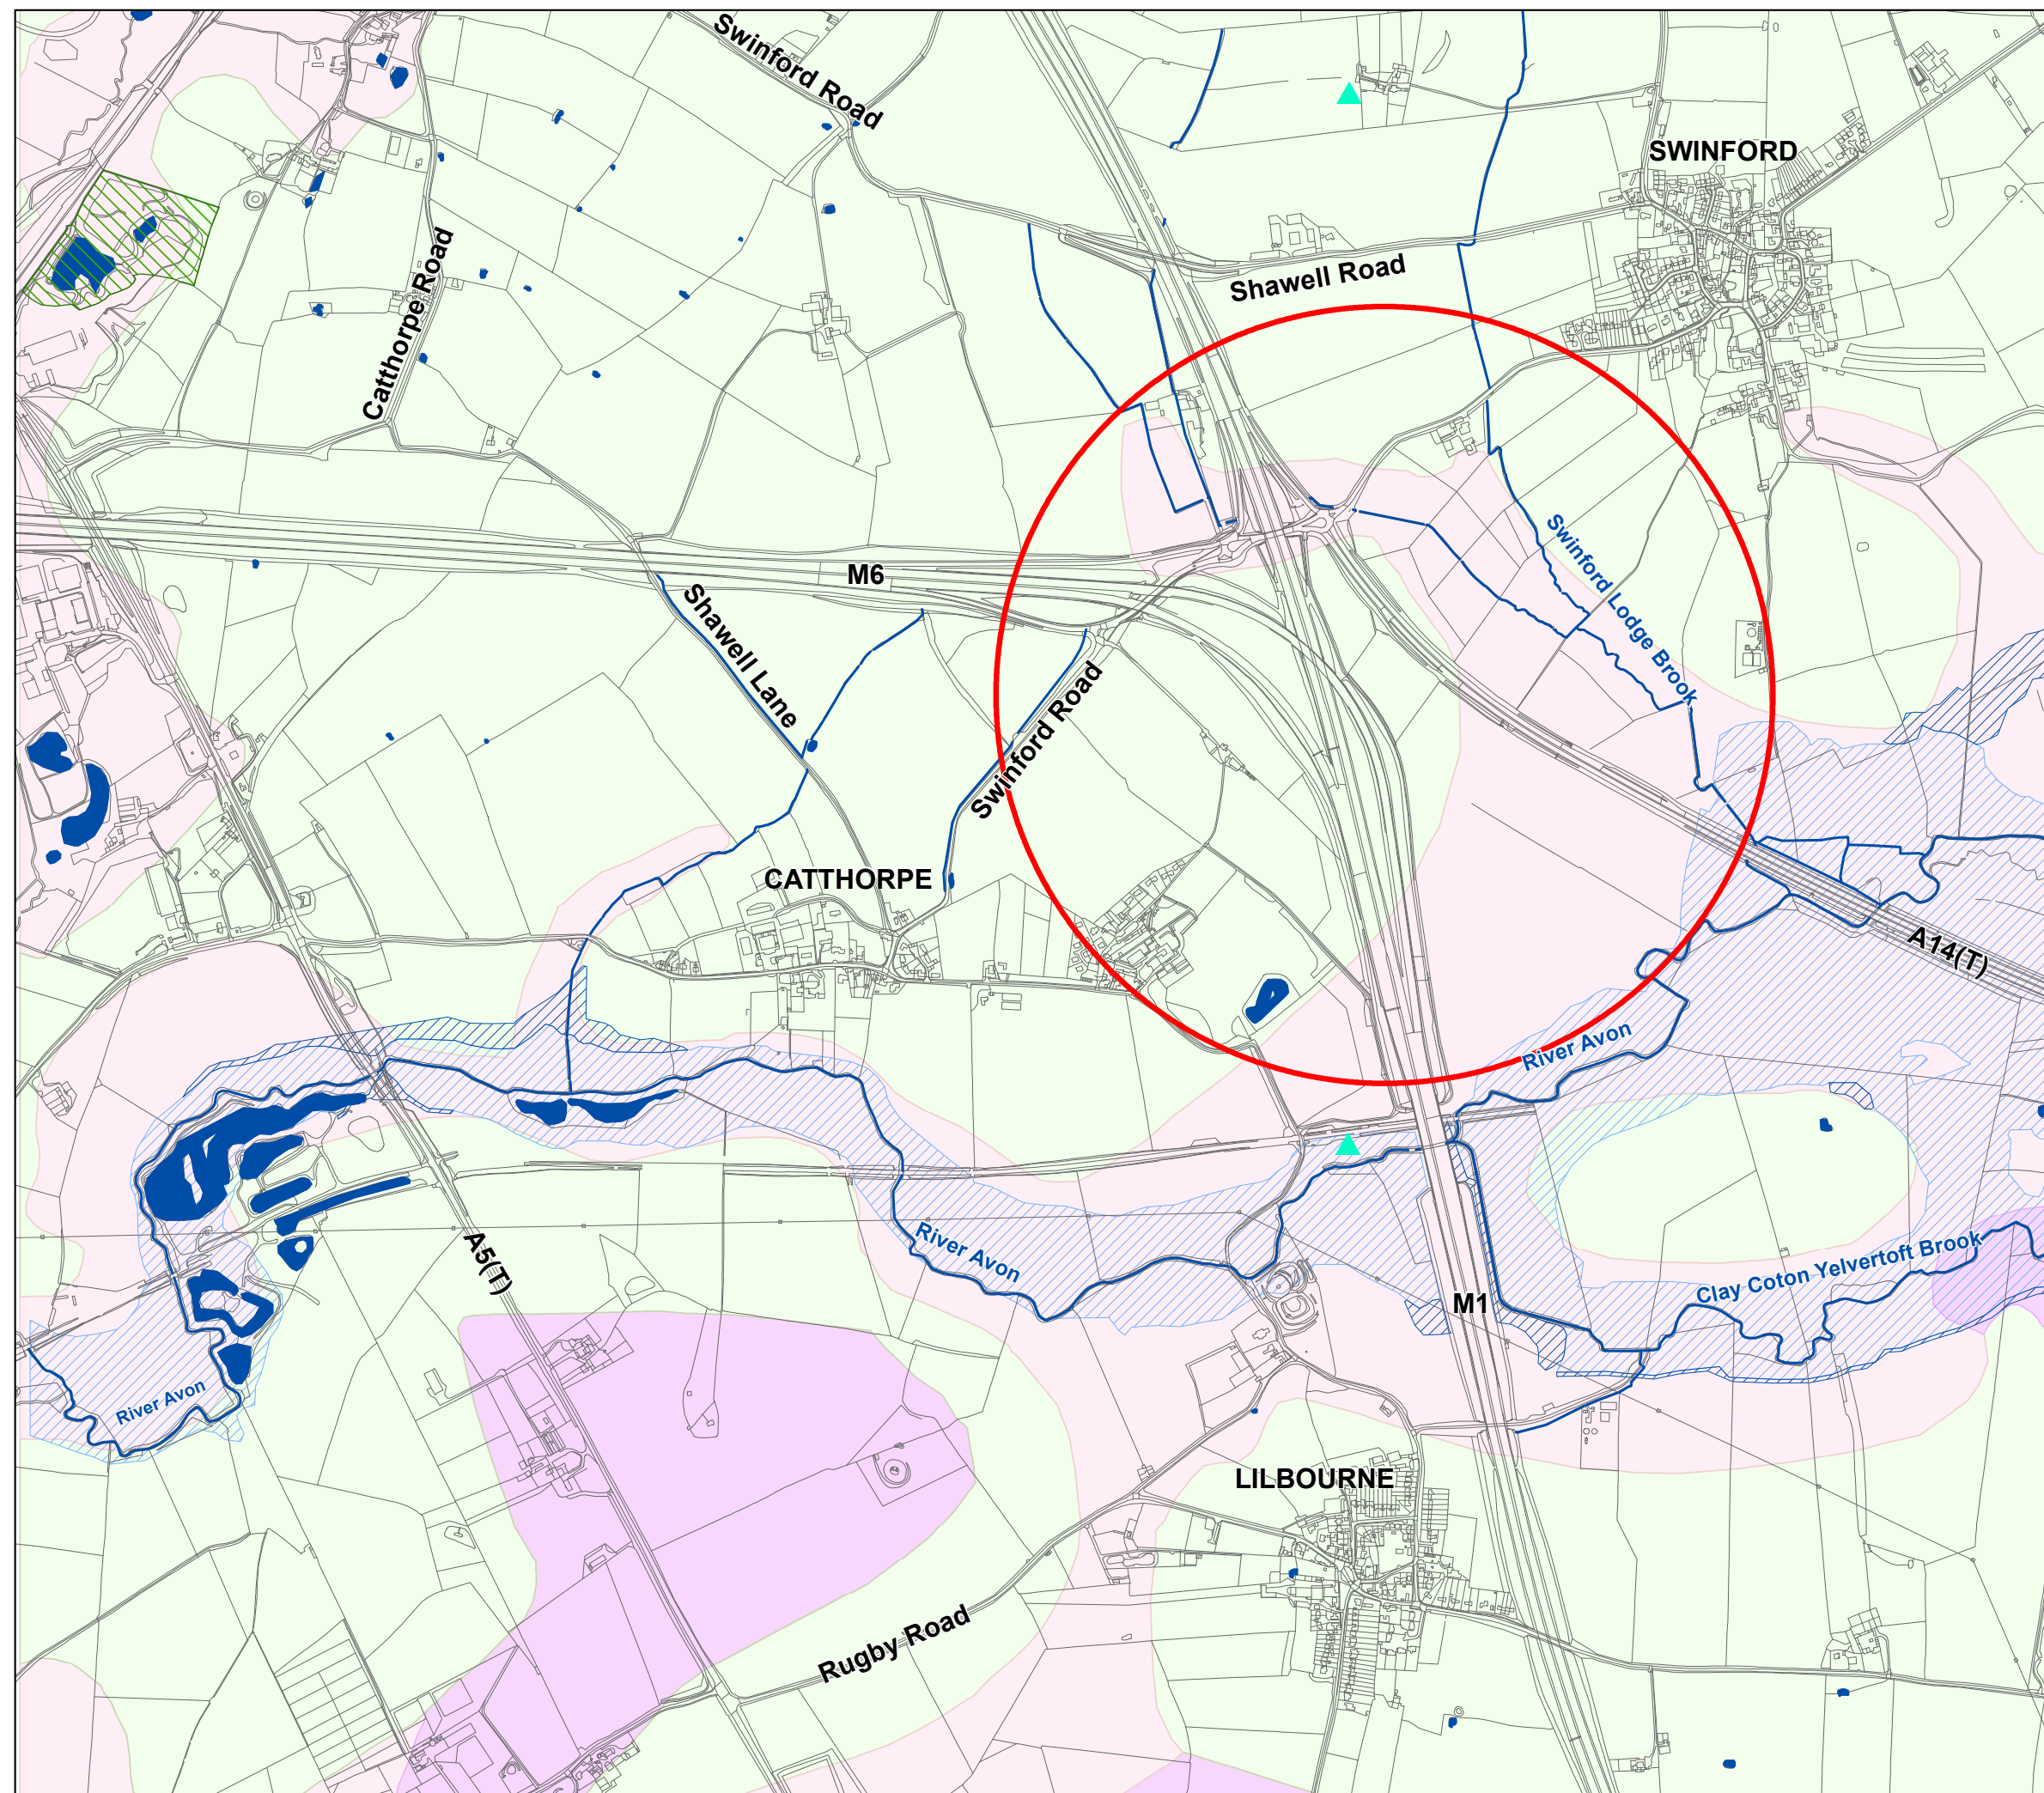 Swinford Road
SWINFORD
Shawell Road
Catthorpe Road
M6
Shawell Lane
Swinford Lodge Brook
Swinford Road
CATTHORPE
A14(T)
River Avon
River Avon
A5(T)
Clay Coton Yelvertoft Brook
M1
River Avon
LILBOURNE
Rugby Road